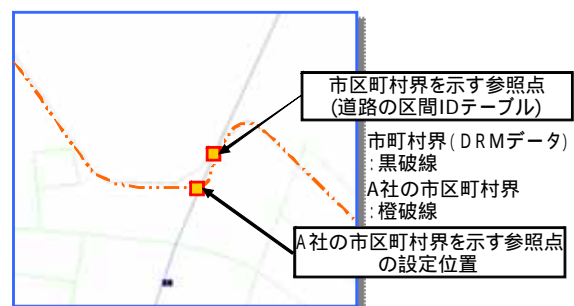 市区町村界を示す参照点
(道路の区間IDテーブル)
市町村界(DRMデータ)
:黒破線
A社の市区町村界
:橙破線
A社の市区町村界を示す参照点
の設定位置